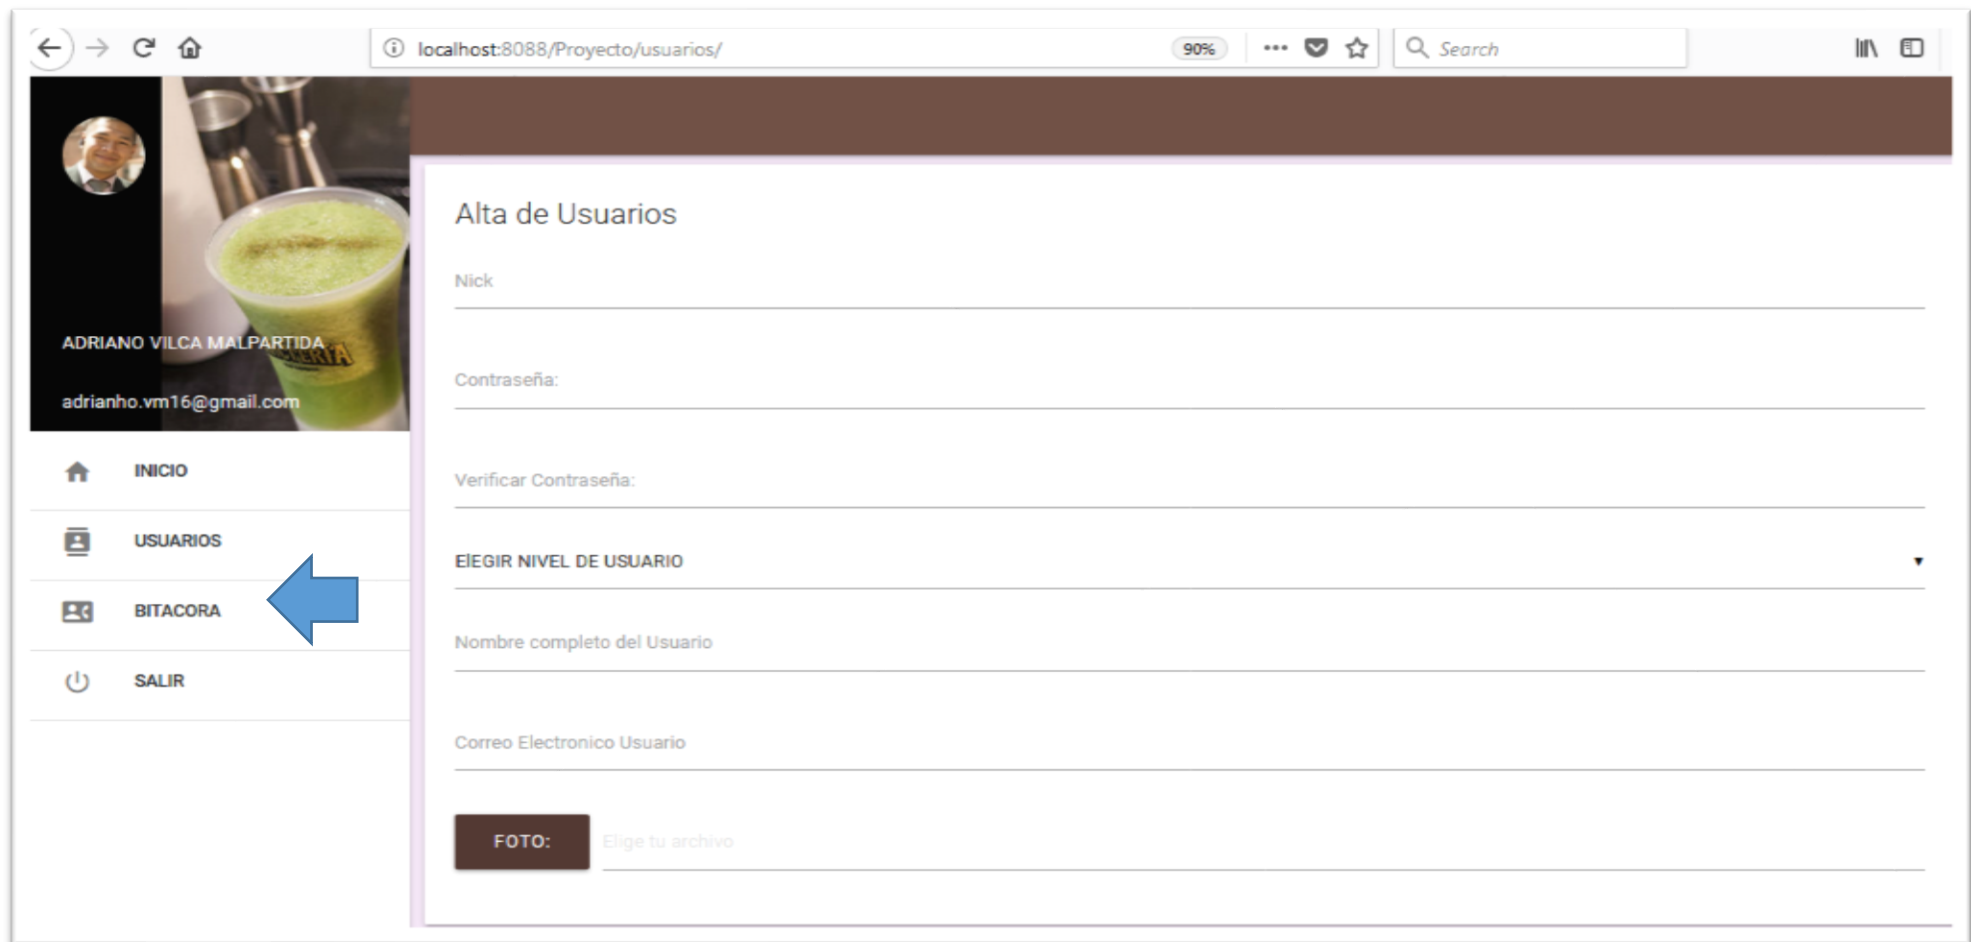 localhost:8088/Proyecto/usuarios/
90%
Search
ADRIANO VILCA MALPARTIDA
adrianho.vm16@gmail.com
INICIO
USUARIOS
BITACORA
SALIR
Alta de Usuarios
Nick
Contraseña:
Verificar Contraseña:
ElEGIR NIVEL DE USUARIO
Nombre completo del Usuario
Correo Electronico Usuario
FOTO:
Elige tu archivo